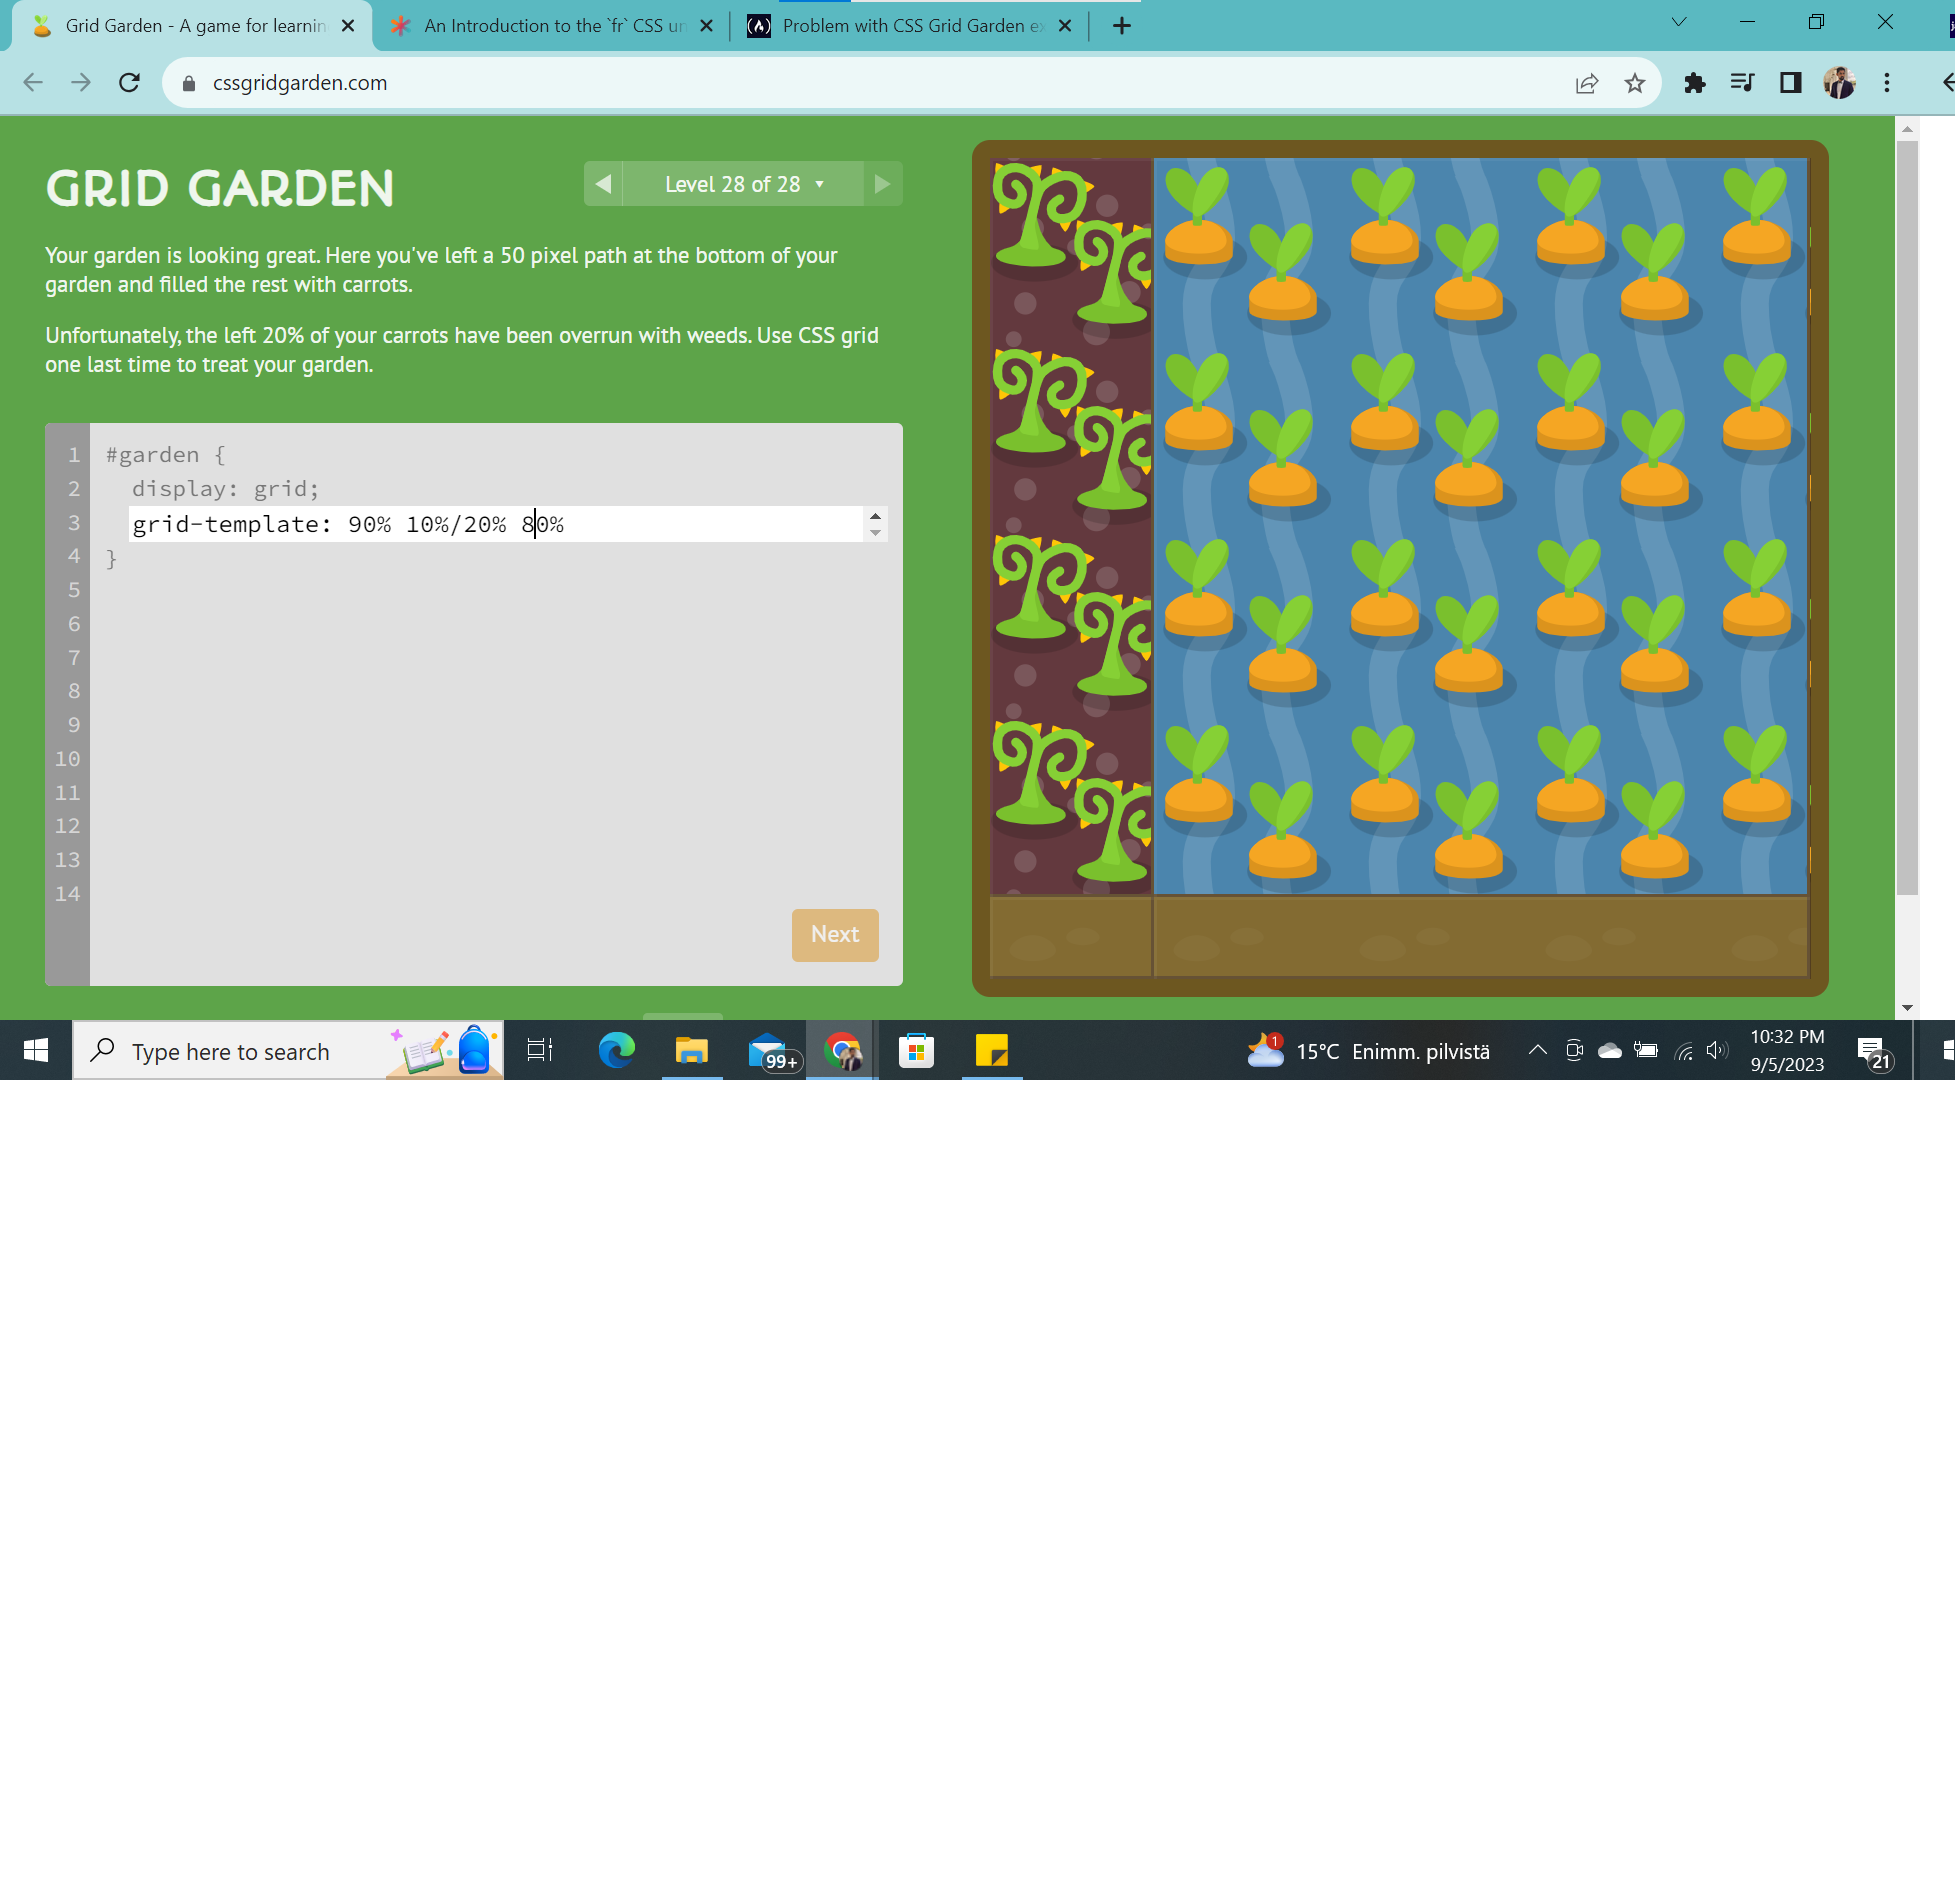 Grid Garden - A game for learnin
An Introduction to the `fr` CSS un
Problem with CSS Grid Garden ex
cssgridgarden.com
GRID GARDEN
Level 28 of 28
Your garden is looking great. Here you've left a 50 pixel path at the bottom of your
garden and filled the rest with carrots.
Unfortunately, the left 20% of your carrots have been overrun with weeds. Use CSS grid
one last time to treat your garden.
1 #garden {
2 display: grid;
3 grid-template: 90% 10%/20% 80%
4 }
5
6
7
8
9
10
11
12
13
14
Next
Type here to search
99+
1
15°C Enimm. pilvistä
10:32 PM
9/5/2023
21